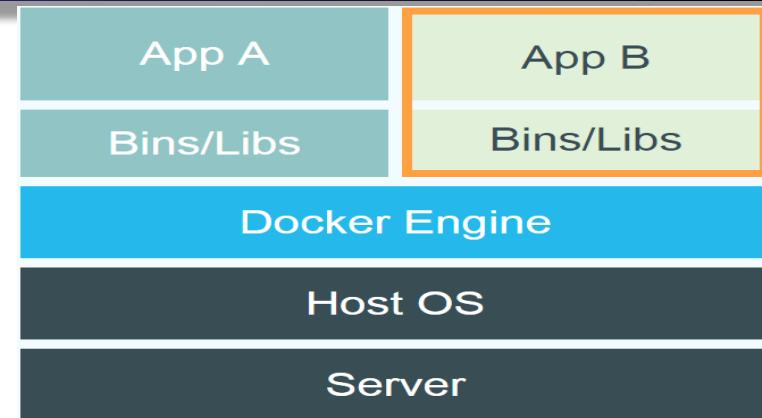 App A
App B
Bins/Libs
Bins/Libs
Docker Engine
Host OS
Server